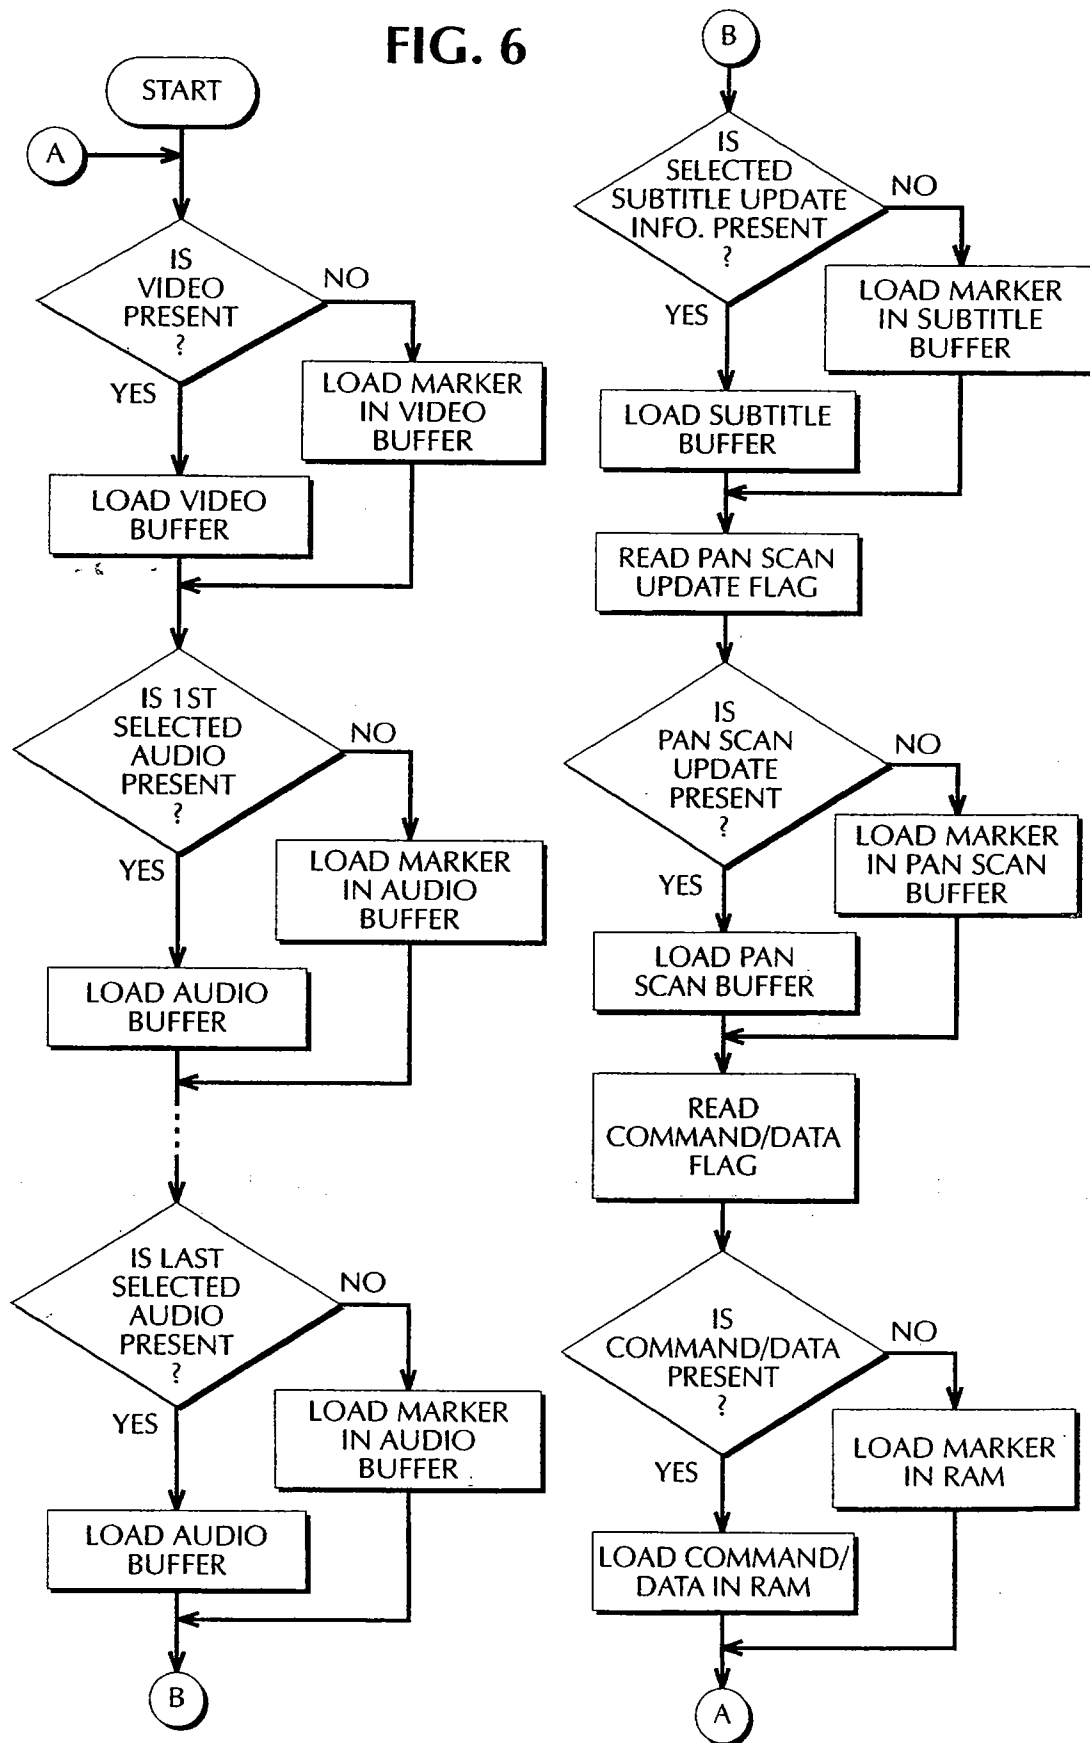 FIG. 6
START
A
IS
VIDEO
PRESENT
?
NO
YES
LOAD MARKER
IN VIDEO
BUFFER
LOAD VIDEO
BUFFER
IS 1ST
SELECTED
AUDIO
PRESENT
?
NO
YES
LOAD MARKER
IN AUDIO
BUFFER
LOAD AUDIO
BUFFER
IS LAST
SELECTED
AUDIO
PRESENT
?
NO
YES
LOAD MARKER
IN AUDIO
BUFFER
LOAD AUDIO
BUFFER
B
B
IS
SELECTED
SUBTITLE UPDATE
INFO. PRESENT
?
NO
YES
LOAD MARKER
IN SUBTITLE
BUFFER
LOAD SUBTITLE
BUFFER
READ PAN SCAN
UPDATE FLAG
IS
PAN SCAN
UPDATE
PRESENT
?
NO
YES
LOAD MARKER
IN PAN SCAN
BUFFER
LOAD PAN
SCAN BUFFER
READ
COMMAND/DATA
FLAG
IS
COMMAND/DATA
PRESENT
?
NO
YES
LOAD MARKER
IN RAM
LOAD COMMAND/
DATA IN RAM
A